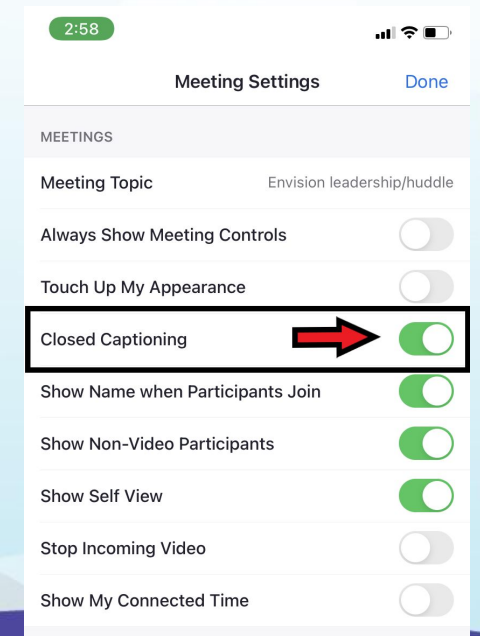 2:58
Meeting Settings Done
MEETINGS
Meeting Topic Envision leadership/huddle
Always Show Meeting Controls
Touch Up My Appearance
Closed Captioning
Show Name when Participants Join
Show Non-Video Participants
Show Self View
Stop Incoming Video
Show My Connected Time